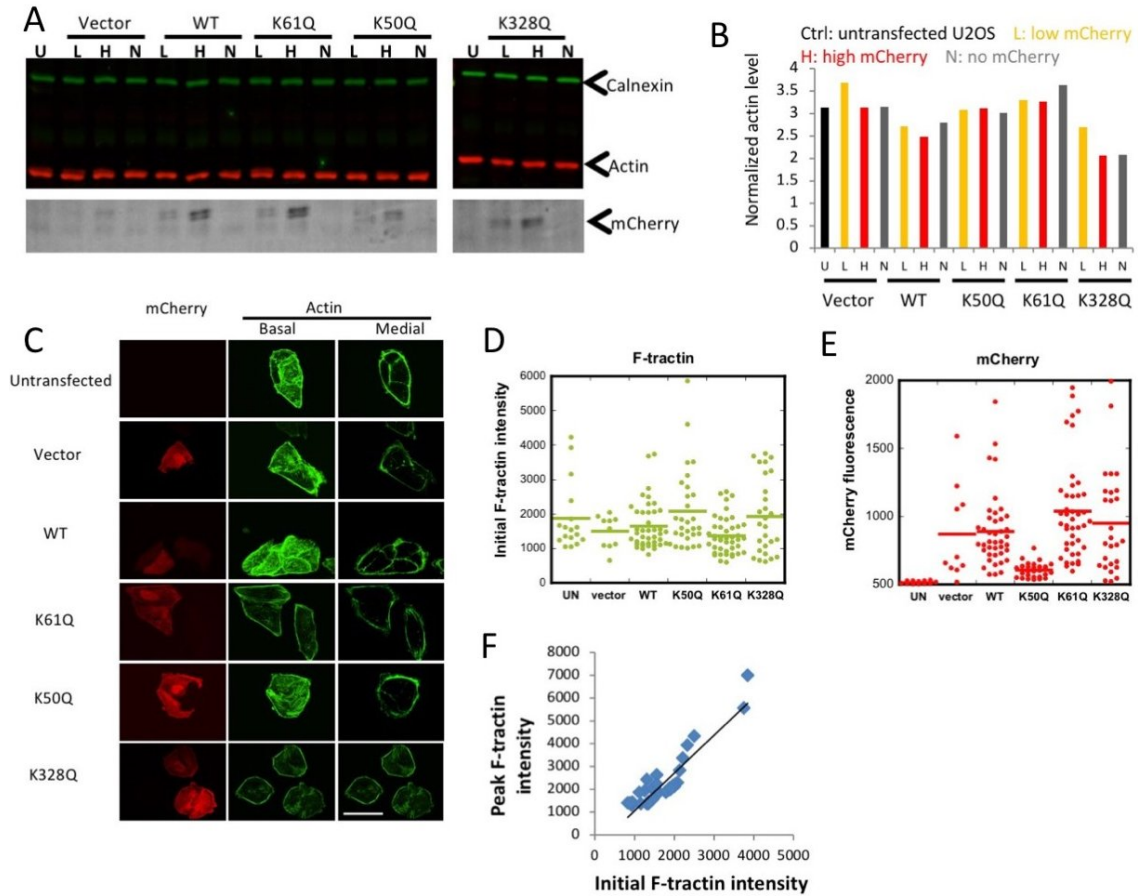 A
Vector WT K61Q K50Q K328Q
U L H N L H N L H N L H N U L H N
Calnexin
Actin
mCherry
B
Ctrl: untransfected U2OS L: low mCherry
H: high mCherry N: no mCherry
Normalized actin level
4
3.5
3
2.5
2
1.5
1
0.5
0
U L H N L H N L H N L H N L H N
Vector WT K50Q K61Q K328Q
C
mCherry Actin
Basal Medial
Untransfected
Vector
WT
K61Q
K50Q
K328Q
D
F-tractin
Initial F-tractin intensity
6000
5000
4000
3000
2000
1000
0
UN vector WT K50Q K61Q K328Q
E
mCherry
mCherry fluorescence
2000
1500
1000
500
UN vector WT K50Q K61Q K328Q
F
Peak F-tractin
intensity
8000
7000
6000
5000
4000
3000
2000
1000
0
0 1000 2000 3000 4000 5000
Initial F-tractin intensity